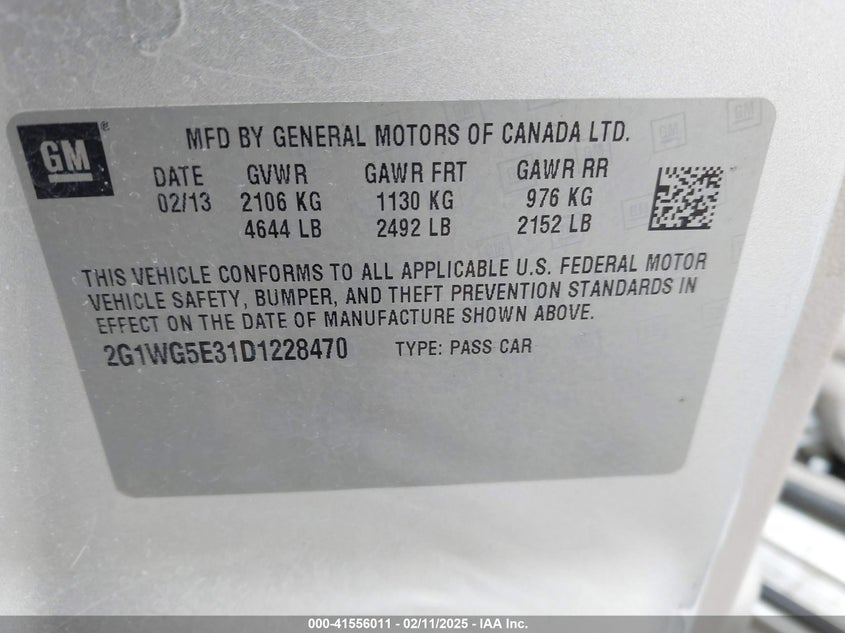 GM ®
MFD BY GENERAL MOTORS OF CANADA LTD.
DATE GVWR GAWR FRT GAWR RR
02/13 2106 KG 1130 KG 976 KG
4644 LB 2492 LB 2152 LB
THIS VEHICLE CONFORMS TO ALL APPLICABLE U.S. FEDERAL MOTOR
VEHICLE SAFETY, BUMPER, AND THEFT PREVENTION STANDARDS IN
EFFECT ON THE DATE OF MANUFACTURE SHOWN ABOVE.
2G1WG5E31D1228470 TYPE: PASS CAR
000-41556011 - 02/11/2025 - IAA Inc.